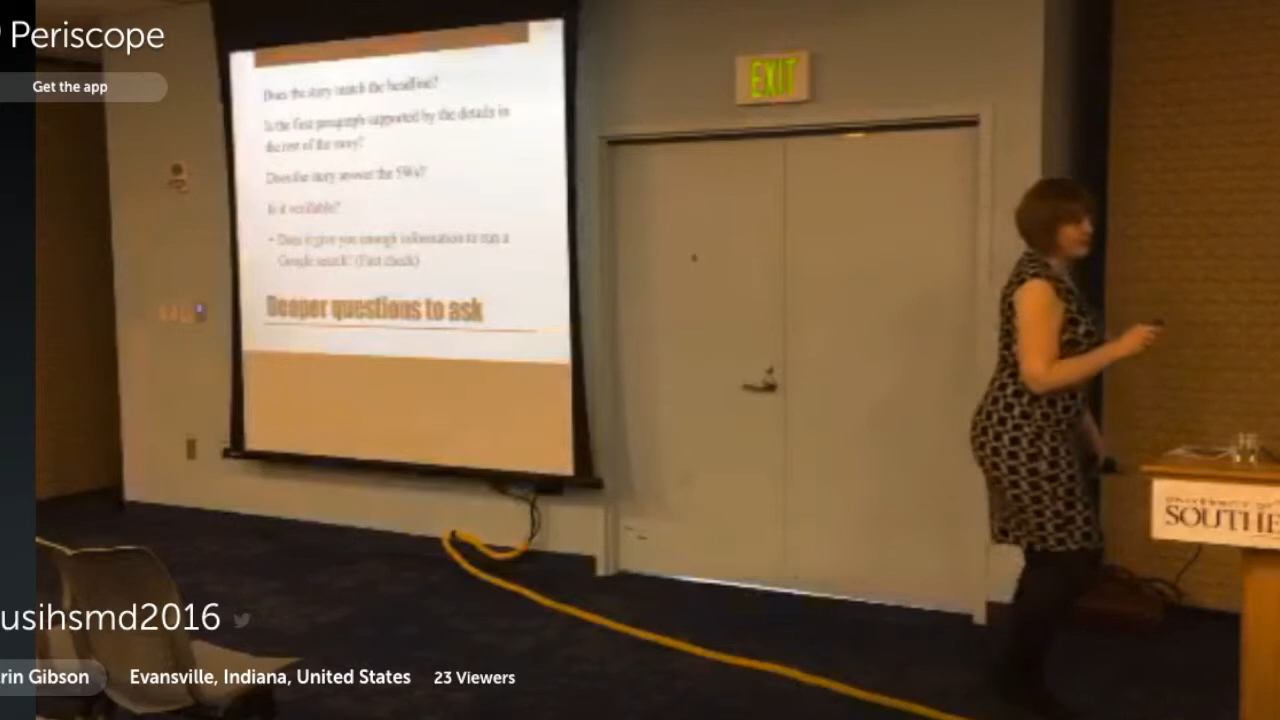 Periscope
Get the app
Does the story match the headline?
Is the first paragraph supported by the details in
the rest of the story?
Does the story answer the 5Ws?
Is it verifiable?
• Does it give you enough information to run a
Google search? (Fact check)
Deeper questions to ask
EXIT
SOUTHE
usihsmd2016
rin Gibson
Evansville, Indiana, United States
23 Viewers